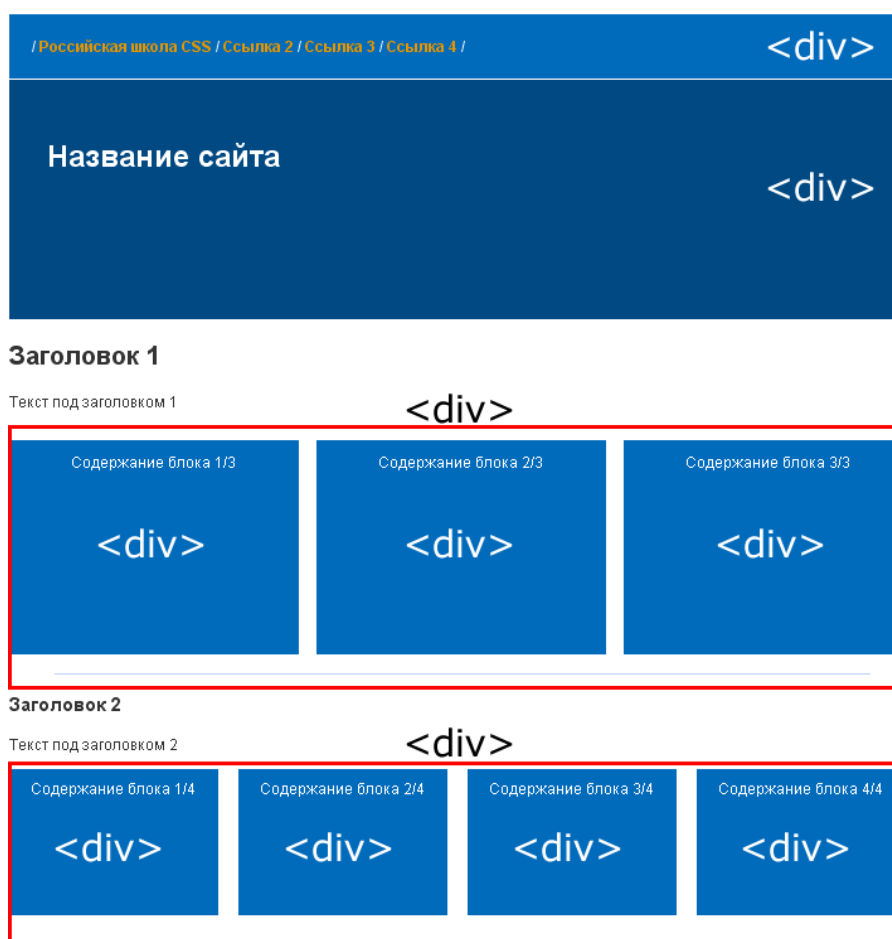 / Российская школа CSS / Ссылка 2 / Ссылка 3 / Ссылка 4 / <div>
Название сайта
<div>
Заголовок 1
Текст под заголовком 1 <div>
Содержание блока 1/3 Содержание блока 2/3 Содержание блока 3/3
<div> <div> <div>
Заголовок 2
Текст под заголовком 2 <div>
Содержание блока 1/4 Содержание блока 2/4 Содержание блока 3/4 Содержание блока 4/4
<div> <div> <div> <div>